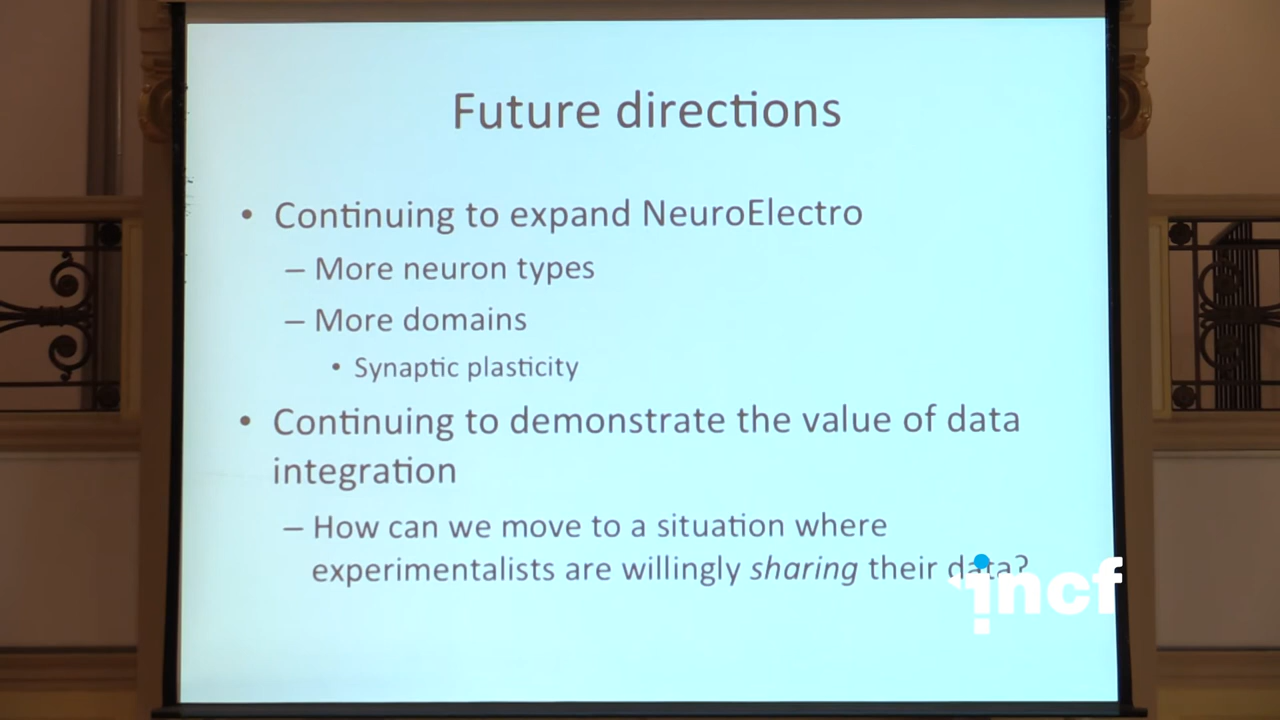 Future directions
• Continuing to expand NeuroElectro
– More neuron types
– More domains
• Synaptic plasticity
• Continuing to demonstrate the value of data
integration
– How can we move to a situation where
experimentalists are willingly sharing their data?
incf